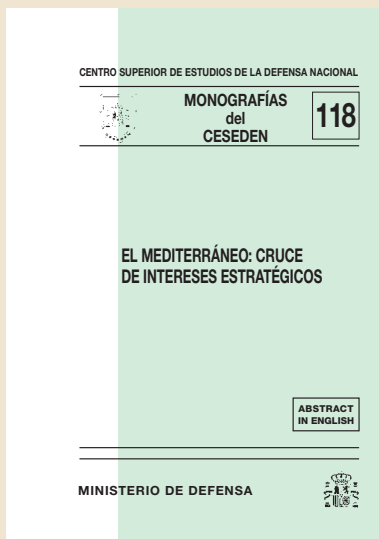 CENTRO SUPERIOR DE ESTUDIOS DE LA DEFENSA NACIONAL
MONOGRAFÍAS
del
CESEDEN
118
EL MEDITERRÁNEO: CRUCE
DE INTERESES ESTRATÉGICOS
ABSTRACT
IN ENGLISH
MINISTERIO DE DEFENSA